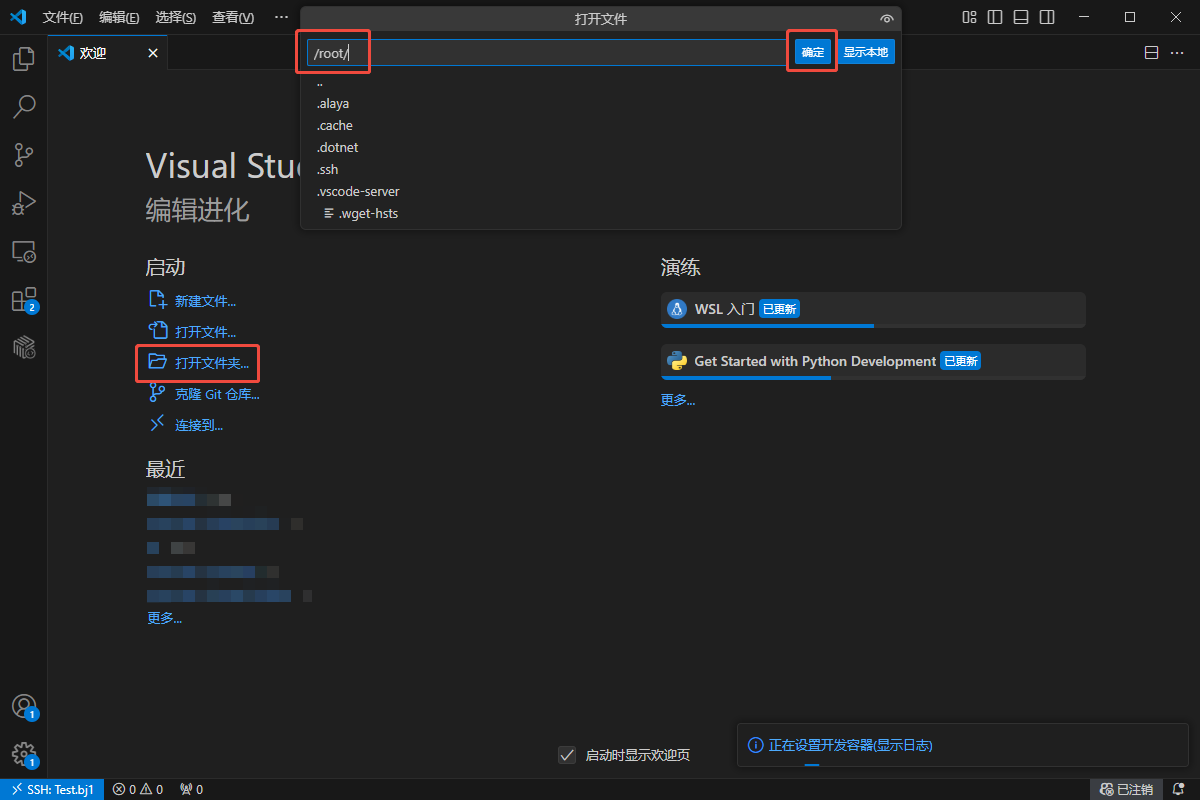 文件(F) 编辑(E) 选择(S) 查看(V) ···
打开文件
欢迎
/root/
确定 显示本地
..
.alaya
.cache
.dotnet
.ssh
.vscode-server
.wget-hsts
Visual Stu
编辑进化
启动
新建文件...
打开文件...
打开文件夹...
克隆 Git 仓库...
连接到...
最近
更多...
演练
WSL 入门 已更新
Get Started with Python Development 已更新
更多...
2
1
1
启动时显示欢迎页
正在设置开发容器(显示日志)
SSH: Test.bj1 0 0 0 已注销